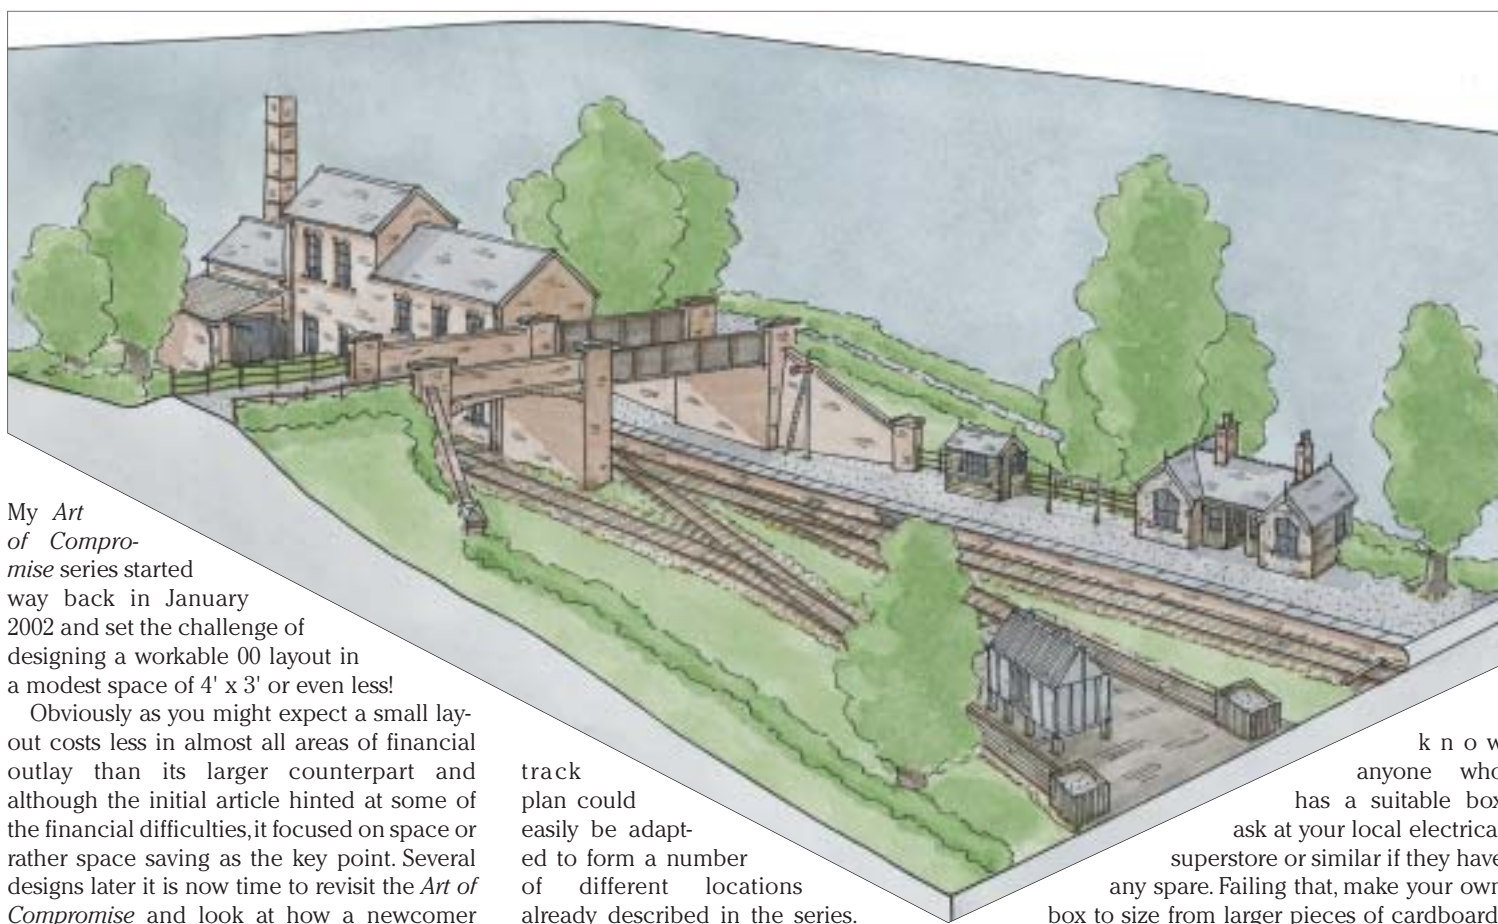 My Art
of Compro-
mise series started
way back in January
2002 and set the challenge of
designing a workable 00 layout in
a modest space of 4' x 3' or even less!
Obviously as you might expect a small lay-
out costs less in almost all areas of financial
outlay than its larger counterpart and
although the initial article hinted at some of
the financial difficulties, it focused on space or
rather space saving as the key point. Several
designs later it is now time to revisit the Art of
Compromise and look at how a newcomer
track
plan could
easily be adapt-
ed to form a number
of different locations
already described in the series.
know
anyone who
has a suitable box
ask at your local electrical
superstore or similar if they have
any spare. Failing that, make your own
box to size from larger pieces of cardboard